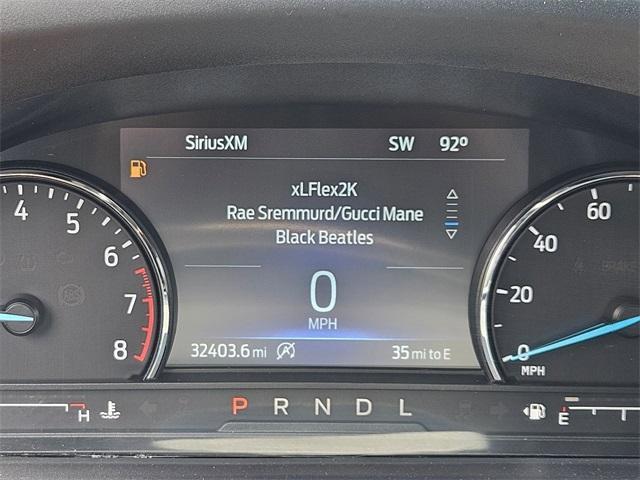 SiriusXM SW 92º
xLFlex2K
Rae Sremmurd/Gucci Mane
Black Beatles
4 5 6 7 8
0
MPH
0 20 40 60
MPH
32403.6 mi 35 mi to E
H P R N D L E